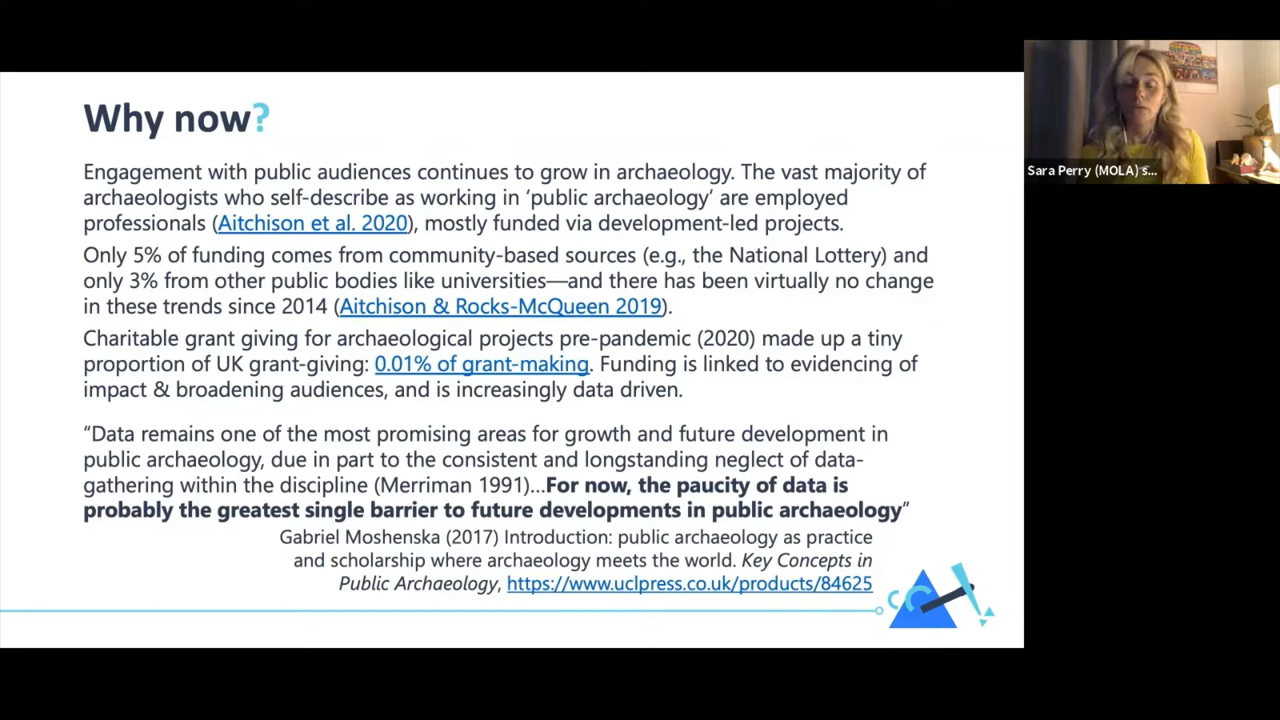 Why now?
Engagement with public audiences continues to grow in archaeology. The vast majority of
archaeologists who self-describe as working in ‘public archaeology’ are employed
professionals (Aitchison et al. 2020), mostly funded via development-led projects.
Only 5% of funding comes from community-based sources (e.g., the National Lottery) and
only 3% from other public bodies like universities—and there has been virtually no change
in these trends since 2014 (Aitchison & Rocks-McQueen 2019).
Charitable grant giving for archaeological projects pre-pandemic (2020) made up a tiny
proportion of UK grant-giving: 0.01% of grant-making. Funding is linked to evidencing of
impact & broadening audiences, and is increasingly data driven.
“Data remains one of the most promising areas for growth and future development in
public archaeology, due in part to the consistent and longstanding neglect of data-
gathering within the discipline (Merriman 1991)…For now, the paucity of data is
probably the greatest single barrier to future developments in public archaeology”
Gabriel Moshenska (2017) Introduction: public archaeology as practice
and scholarship where archaeology meets the world. Key Concepts in
Public Archaeology, https://www.uclpress.co.uk/products/84625
Sara Perry (MOLA) s...